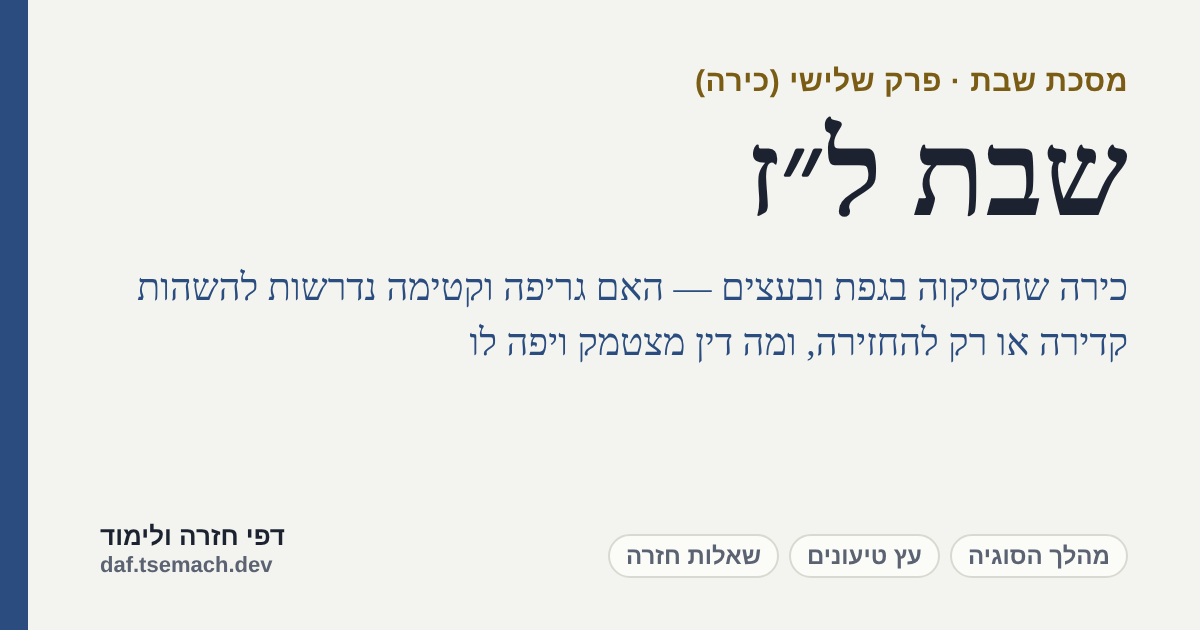 מסכת שבת · פרק שלישי (כירה)
שבת ל״ז
כירה שהסיקוה בגפת ובעצים — האם גריפה וקטימה נדרשות להשהות
קדירה או רק להחזירה, ומה דין מצטמק ויפה לו
מהלך הסוגיה
עץ טיעונים
שאלות חזרה
דפי חזרה ולימוד
daf.tsemach.dev